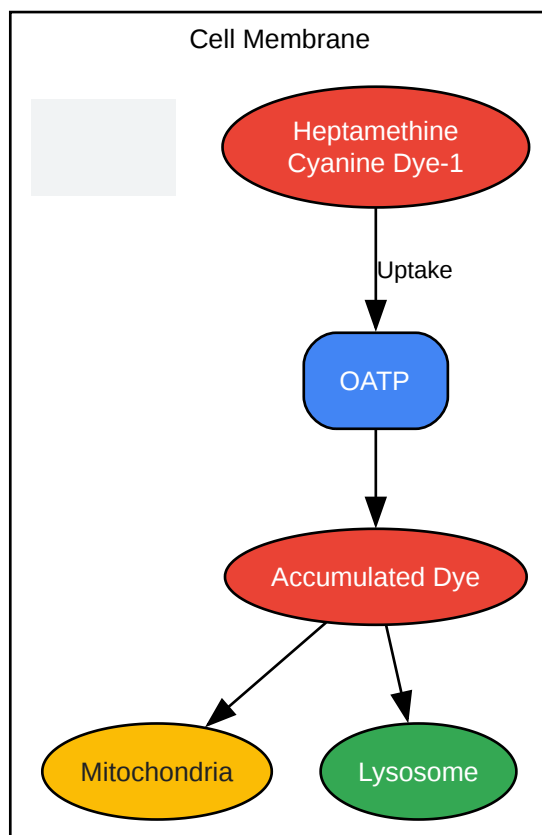 Cell Membrane
Heptamethine
Cyanine Dye-1
Uptake
OATP
Accumulated Dye
Mitochondria
Lysosome